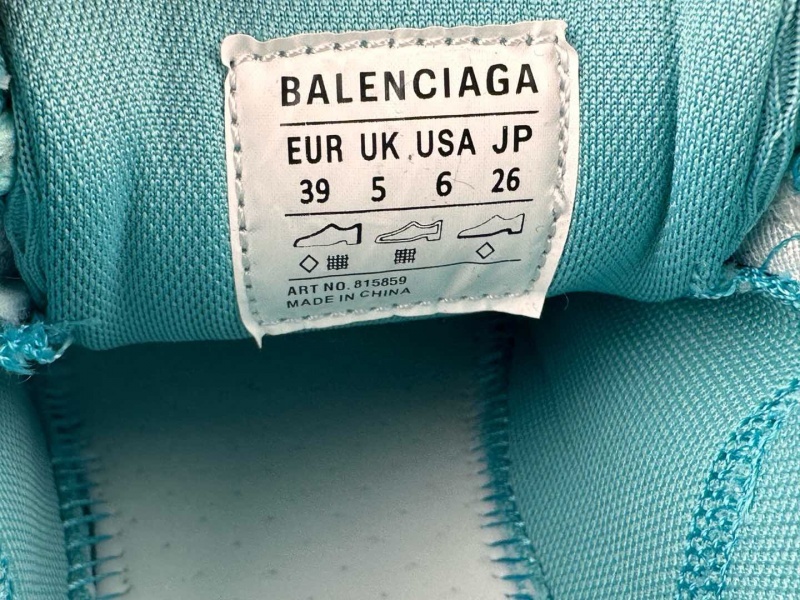 BALENCIAGA
EUR UK USA JP
39 5 6 26
ART NO. 815859
MADE IN CHINA